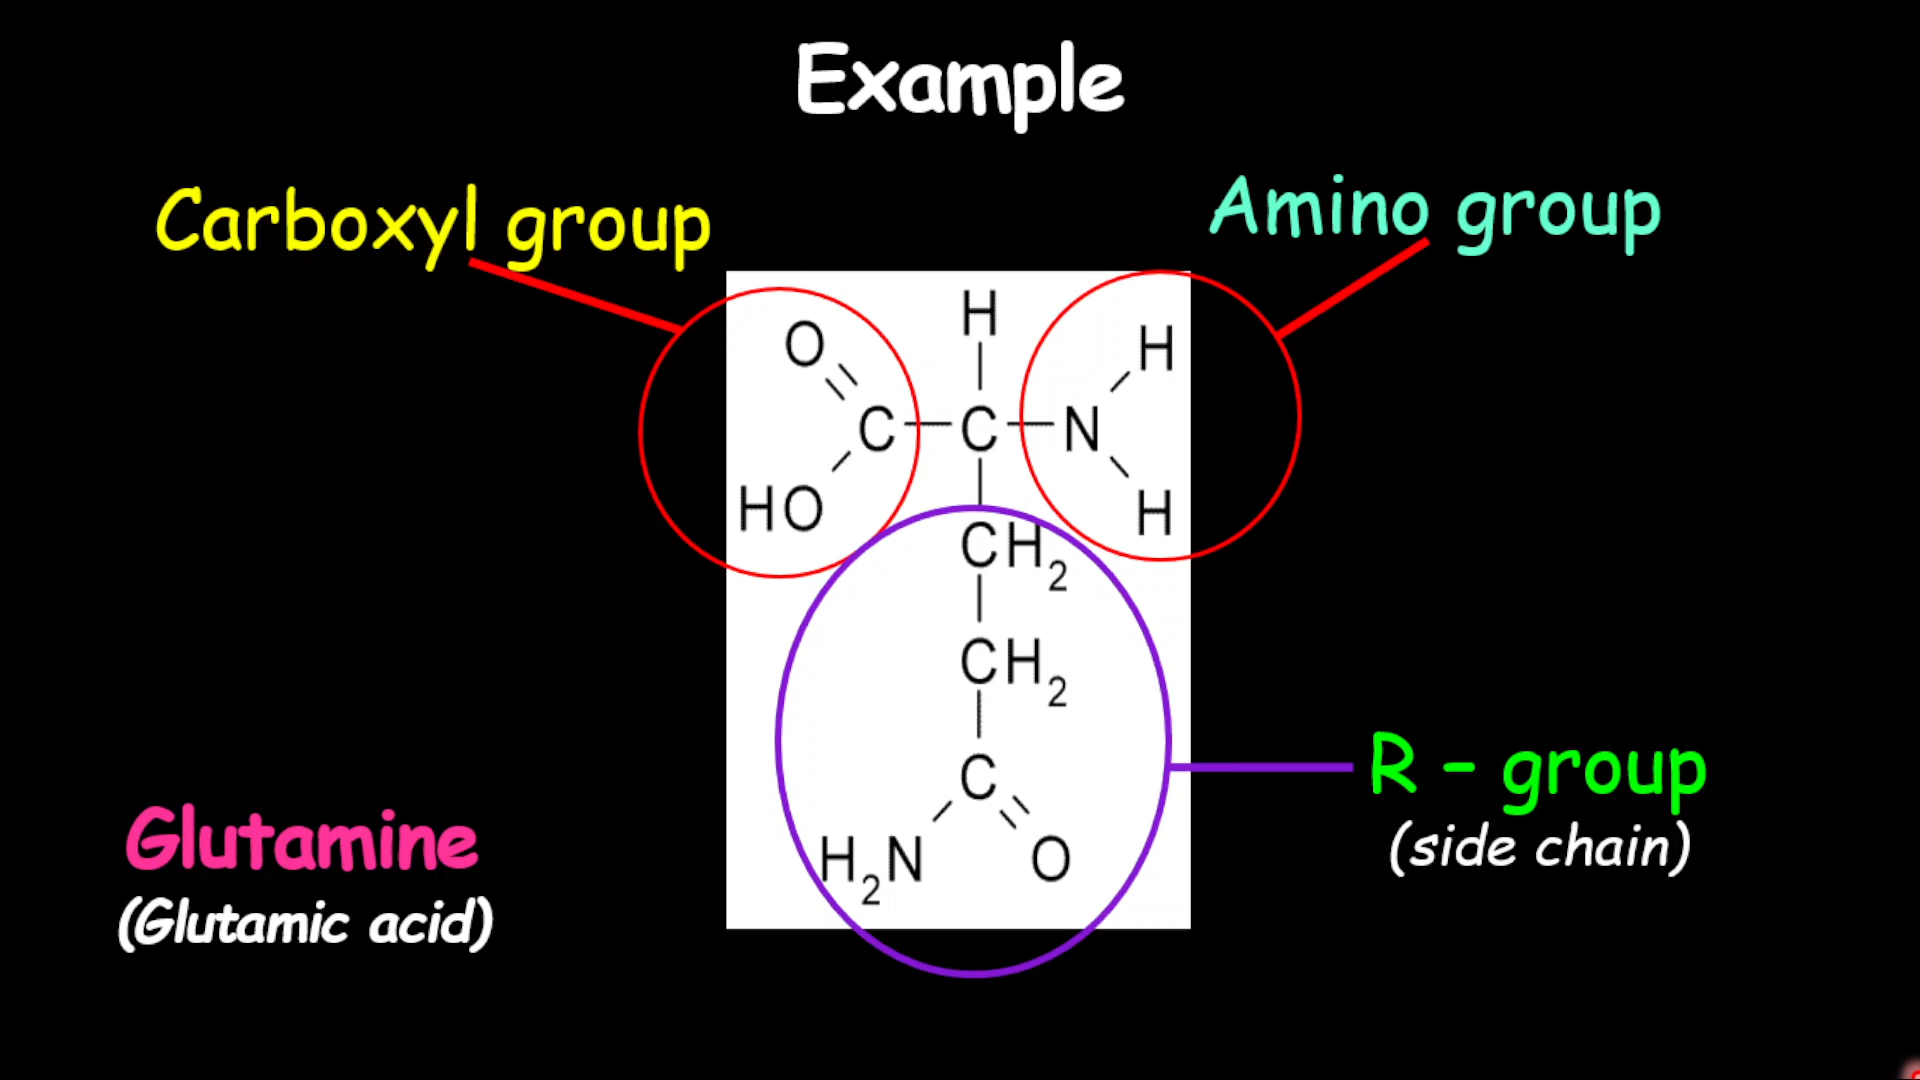 Example
Carboxyl group
Amino group
H
O
H
C
C
N
HO
H
CH₂
CH₂
C
H₂N
O
R - group
(side chain)
Glutamine
(Glutamic acid)